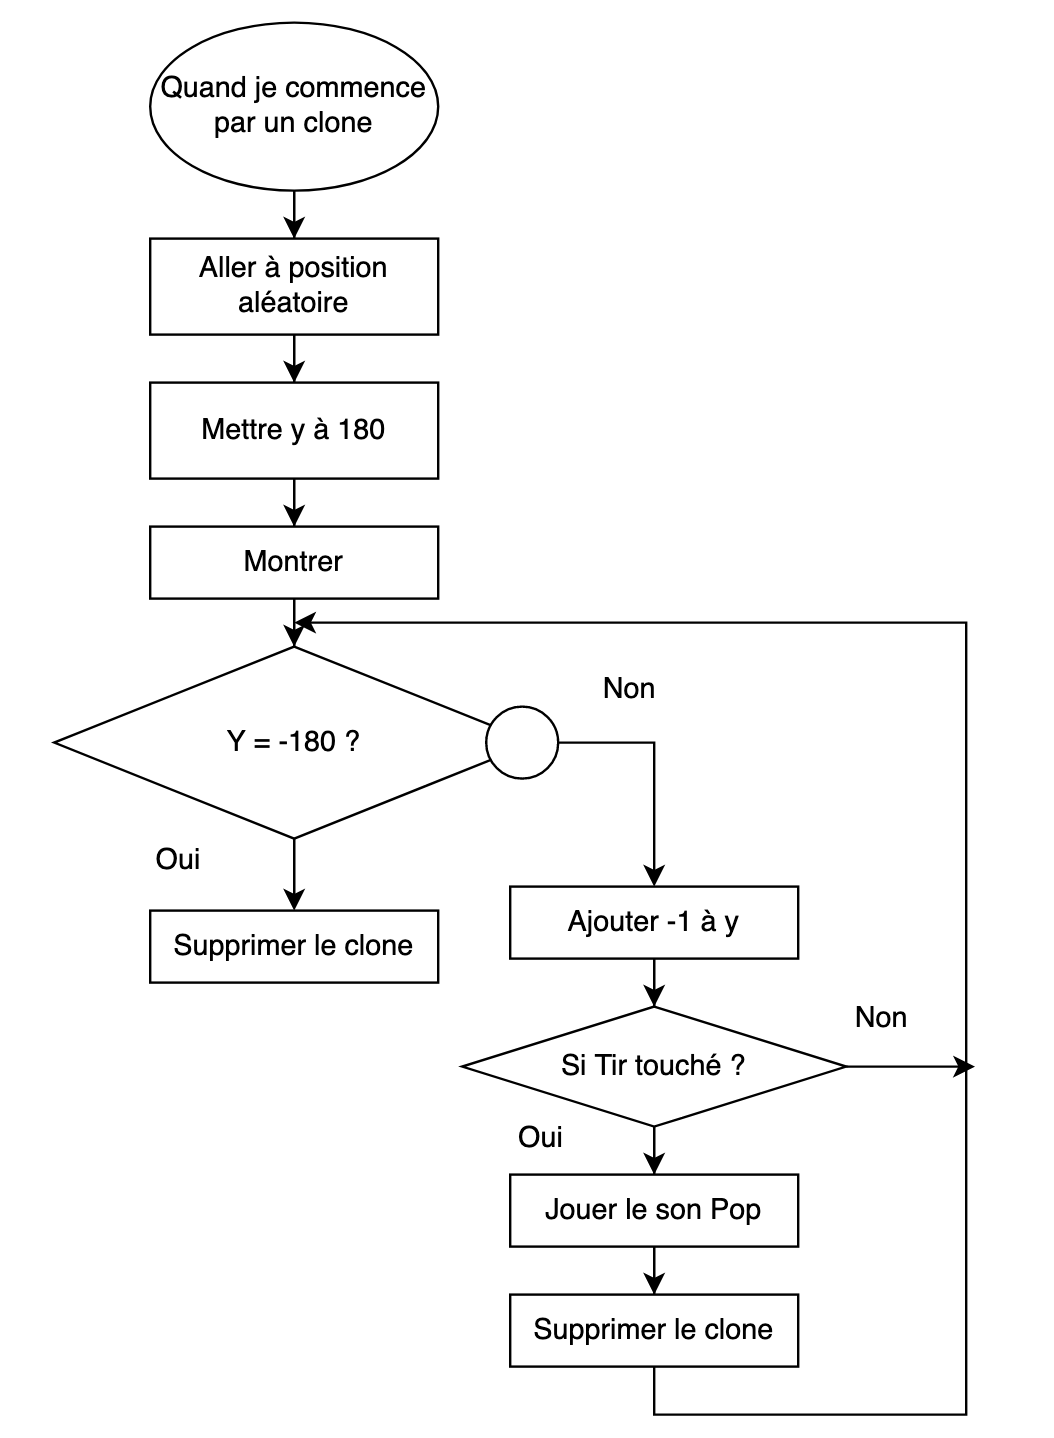 Quand je commence
par un clone
Aller à position
aléatoire
Mettre y à 180
Montrer
Non
Y = -180 ?
Oui
Ajouter -1 à y
Supprimer le clone
Non
Si Tir touché ?
Oui
Jouer le son Pop
Supprimer le clone